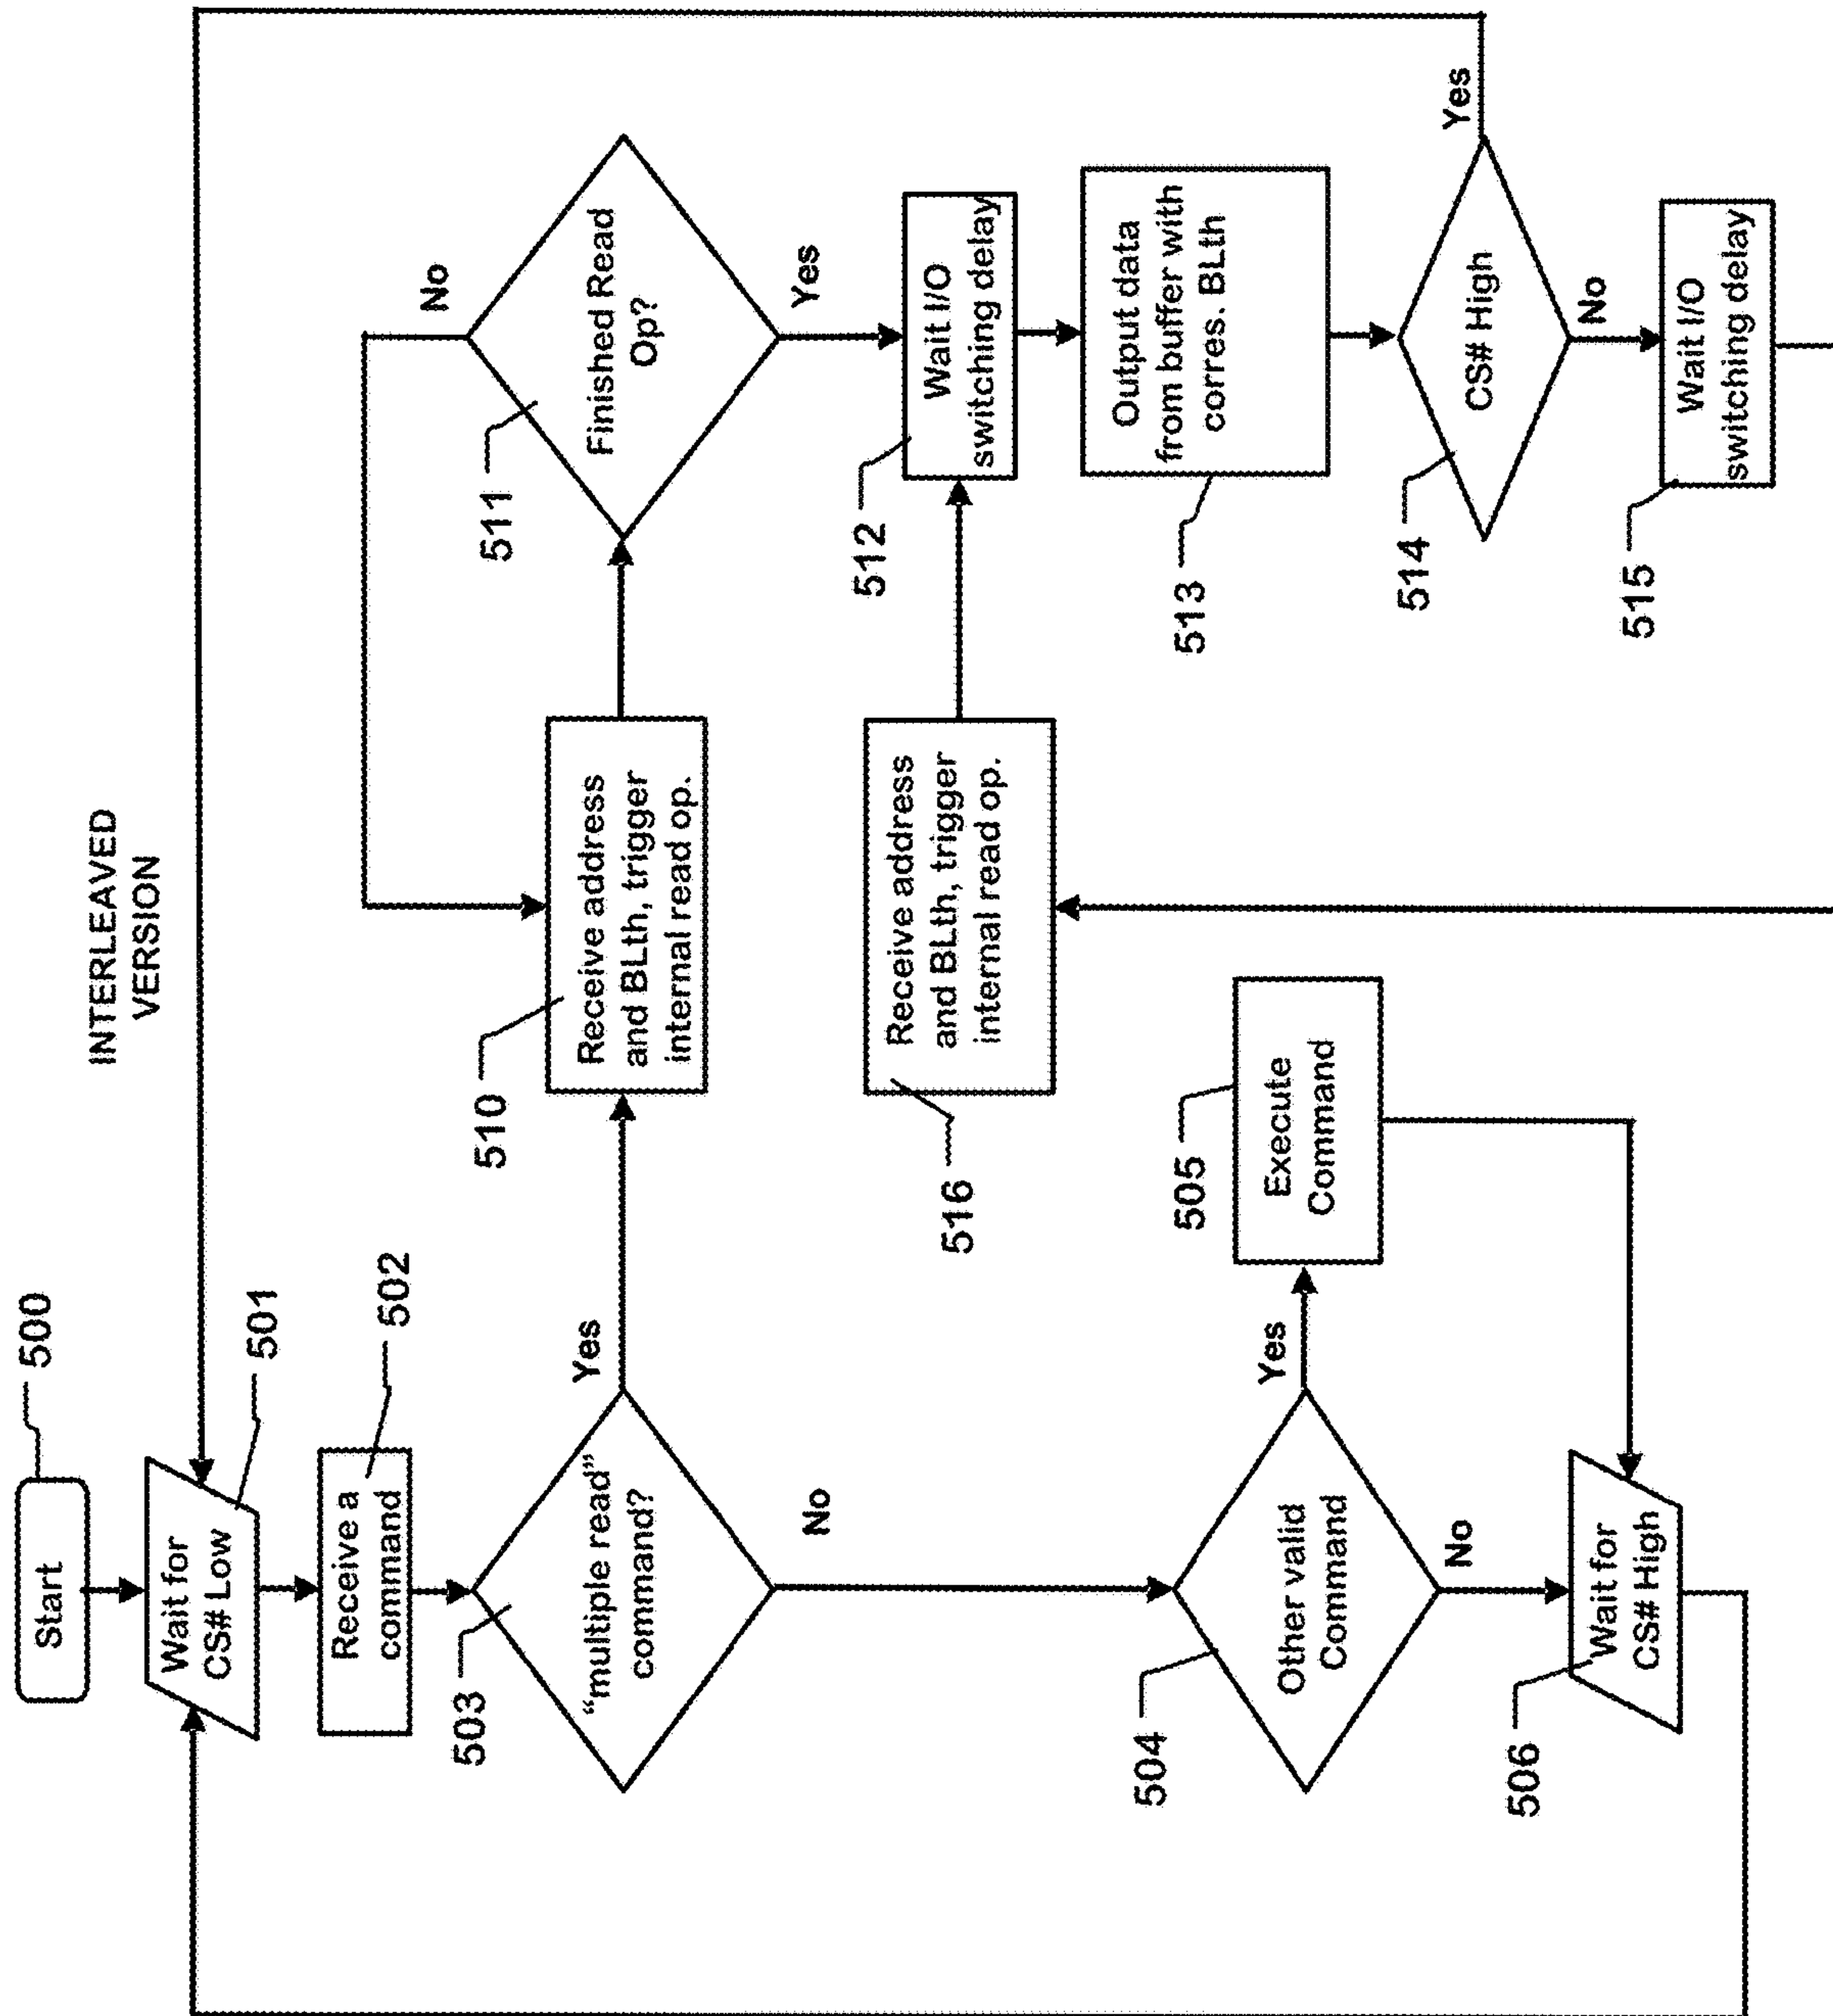 INTERLEAVED
VERSION
Start
500
Wait for
CS# Low
501
Receive a
command
502
503
“multiple read”
command?
Yes
No
510
Receive address
and BLth, trigger
internal read op.
511
Finished Read
Op?
No
Yes
512
Wait I/O
switching delay
516
Receive address
and BLth, trigger
internal read op.
513
Output data
from buffer with
corres. BLth
514
CS# High
Yes
No
515
Wait I/O
switching delay
504
Other valid
Command
Yes
No
505
Execute
Command
506
Wait for
CS# High